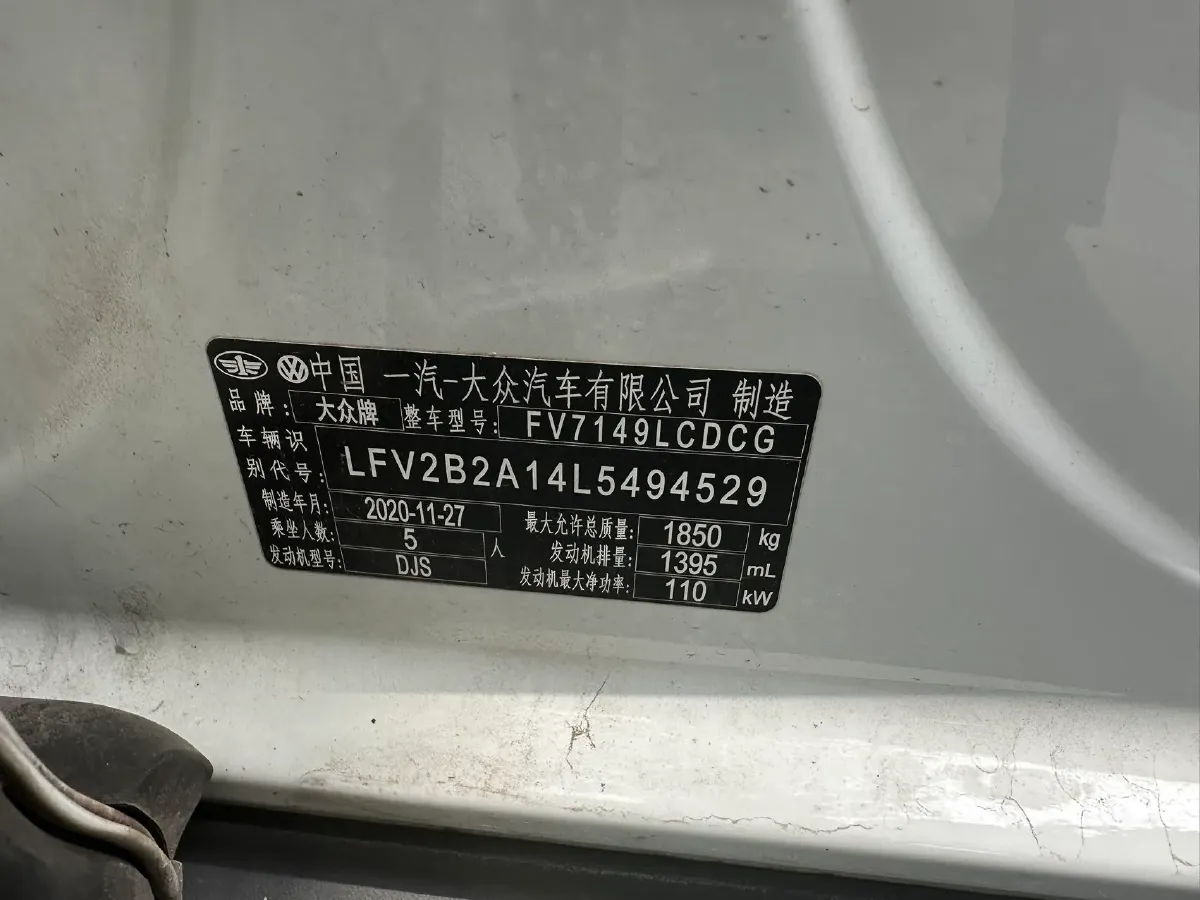 中国 一汽-大众汽车有限公司 制造
品牌: 大众牌 整车型号: FV7149LCDCG
车辆识别代号: LFV2B2A14L5494529
制造年月: 2020-11-27 最大允许总质量: 1850 kg
乘坐人数: 5 人 发动机排量: 1395 mL
发动机型号: DJS 发动机最大净功率: 110 kW